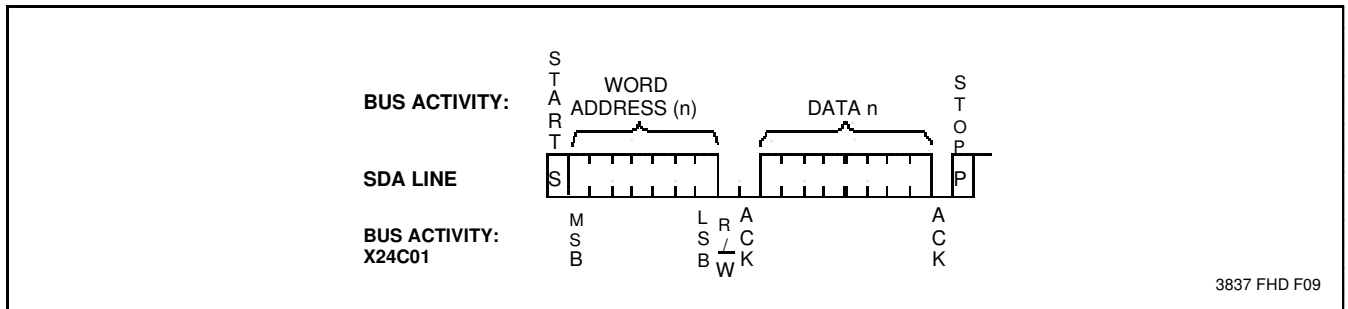 BUS ACTIVITY:
START
WORD
ADDRESS (n)
DATA n
STOP
SDA LINE
S
P
BUS ACTIVITY:
X24C01
MSB
LSB
R/W
ACK
ACK
3837 FHD F09